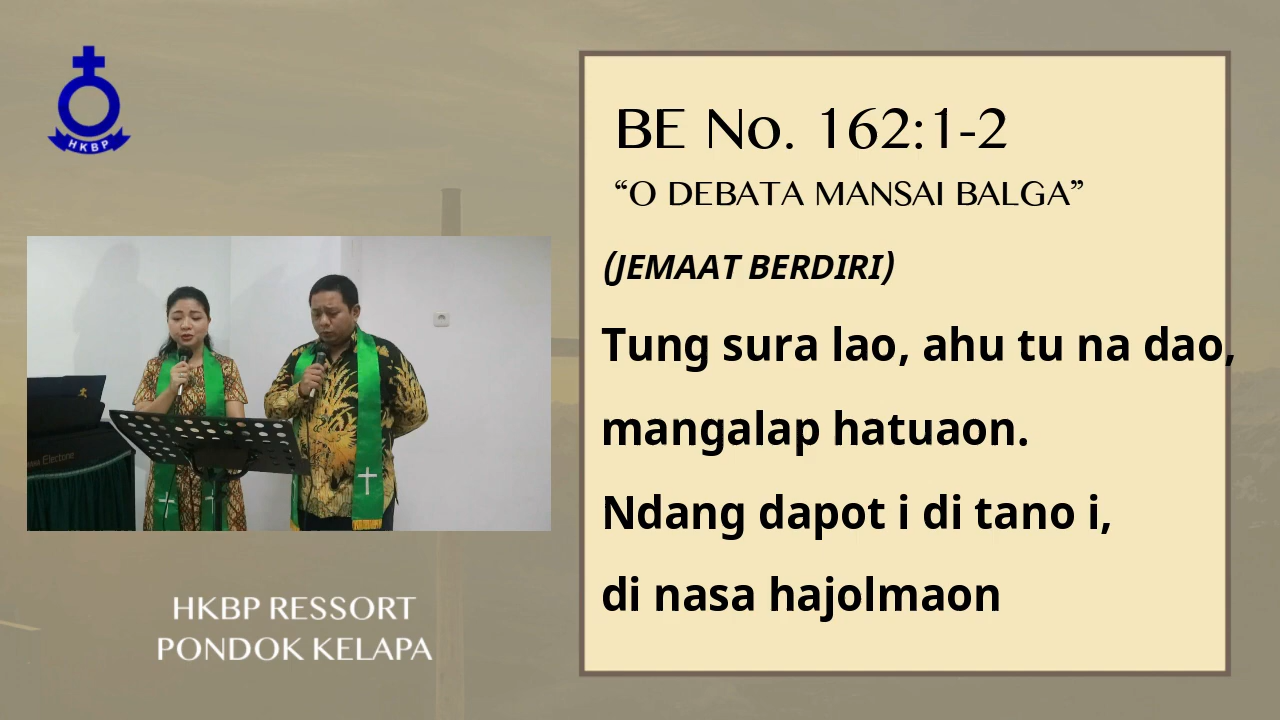 HKBP
BE No. 162:1-2
“O DEBATA MANSAI BALGA”
(JEMAAT BERDIRI)
Tung sura lao, ahu tu na dao,
mangalap hatuaon.
Ndang dapot i di tano i,
di nasa hajolmaon
Electone
HKBP RESSORT
PONDOK KELAPA